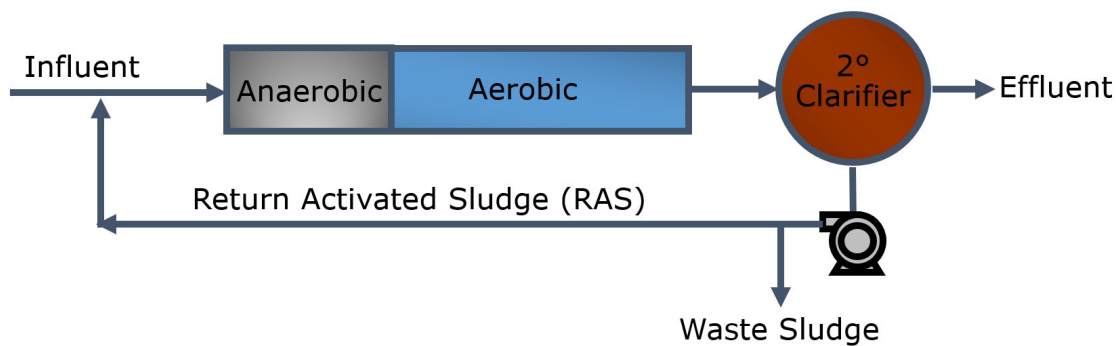 Influent
Anaerobic
Aerobic
2°
Clarifier
Effluent
Return Activated Sludge (RAS)
Waste Sludge